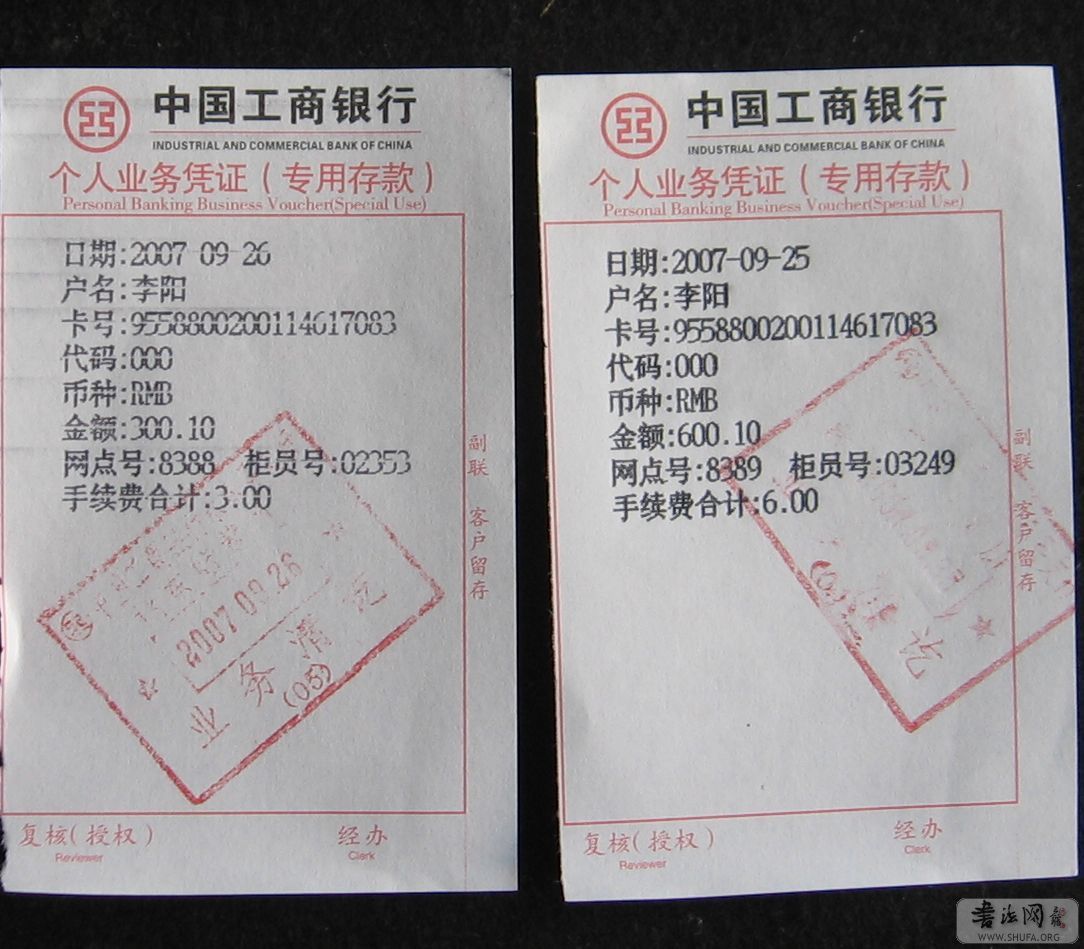 中国工商银行
INDUSTRIAL AND COMMERCIAL BANK OF CHINA
个人业务凭证（专用存款）
Personal Banking Business Voucher(Special Use)
日期:2007 09-26
户名:李阳
卡号:9558800200114617083
代码:000
币种:RMB
金额:300.10
网点号:8388 柜员号:02353
手续费合计:3.00
副联 客户留存
2007.09.26
业务清讫
(05)
复核(授权) 经办
Reviewer Clerk
中国工商银行
INDUSTRIAL AND COMMERCIAL BANK OF CHINA
个人业务凭证（专用存款）
Personal Banking Business Voucher(Special Use)
日期:2007-09-25
户名:李阳
卡号:9558800200114617083
代码:000
币种:RMB
金额:600.10
网点号:8389 柜员号:03249
手续费合计:6.00
副联 客户留存
讫
复核(授权) 经办
Reviewer Clerk
书法网
WWW.SHUFA.ORG